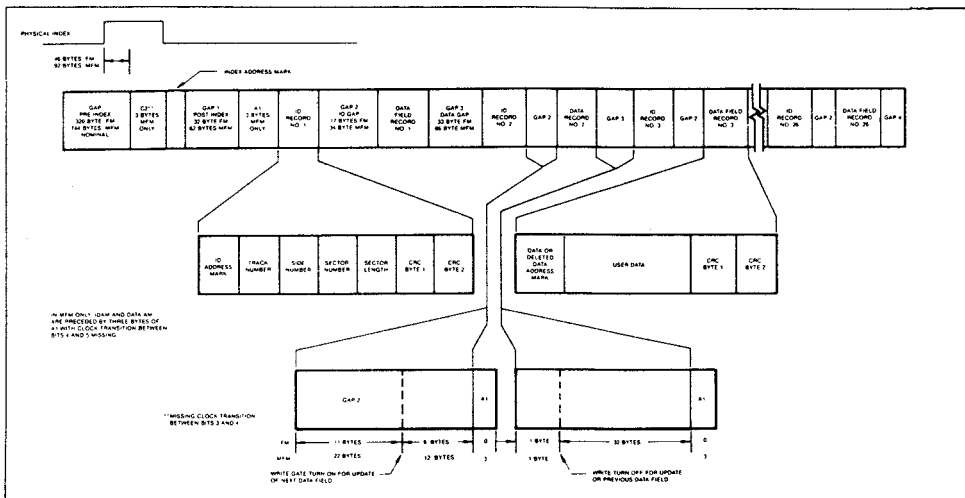 PHYSICAL INDEX
46 BYTES FM
92 BYTES MFM
INDEX ADDRESS MARK
GAP
PRE INDEX
320 BYTE FM
144 BYTES MFM
NOMINAL
C2**
3 BYTES
MFM
ONLY
GAP 1
POST INDEX
32 BYTE FM
62 BYTES MFM
A1
3 BYTES
MFM
ONLY
ID
RECORD
NO. 1
GAP 2
ID GAP
17 BYTES FM
34 BYTE MFM
DATA
FIELD
RECORD
NO. 1
GAP 3
DATA GAP
33 BYTE FM
66 BYTE MFM
ID
RECORD
NO. 2
GAP 2
DATA
FIELD
RECORD
NO. 2
GAP 3
ID
RECORD
NO. 3
GAP 2
DATA FIELD
RECORD
NO. 3
ID
RECORD
NO. 26
GAP 2
DATA FIELD
RECORD
NO. 26
GAP 4
ID
ADDRESS
MARK
TRACK
NUMBER
SIDE
NUMBER
SECTOR
NUMBER
SECTOR
LENGTH
CRC
BYTE 1
CRC
BYTE 2
DATA OR
DELETED
DATA
ADDRESS
MARK
USER DATA
CRC
BYTE 1
CRC
BYTE 2
IN MFM ONLY, IDAM AND DATA AM
ARE PRECEDED BY THREE BYTES OF
A1 WITH CLOCK TRANSITION BETWEEN
BITS 4 AND 5 MISSING.
GAP 2
A1
A1
**MISSING CLOCK TRANSITION
BETWEEN BITS 3 AND 4
FM 11 BYTES 6 BYTES 0 1 BYTE 32 BYTES 0
MFM 22 BYTES 12 BYTES 3 1 BYTE 3
WRITE GATE TURN ON FOR UPDATE
OF NEXT DATA FIELD
WRITE TURN OFF FOR UPDATE
OR PREVIOUS DATA FIELD